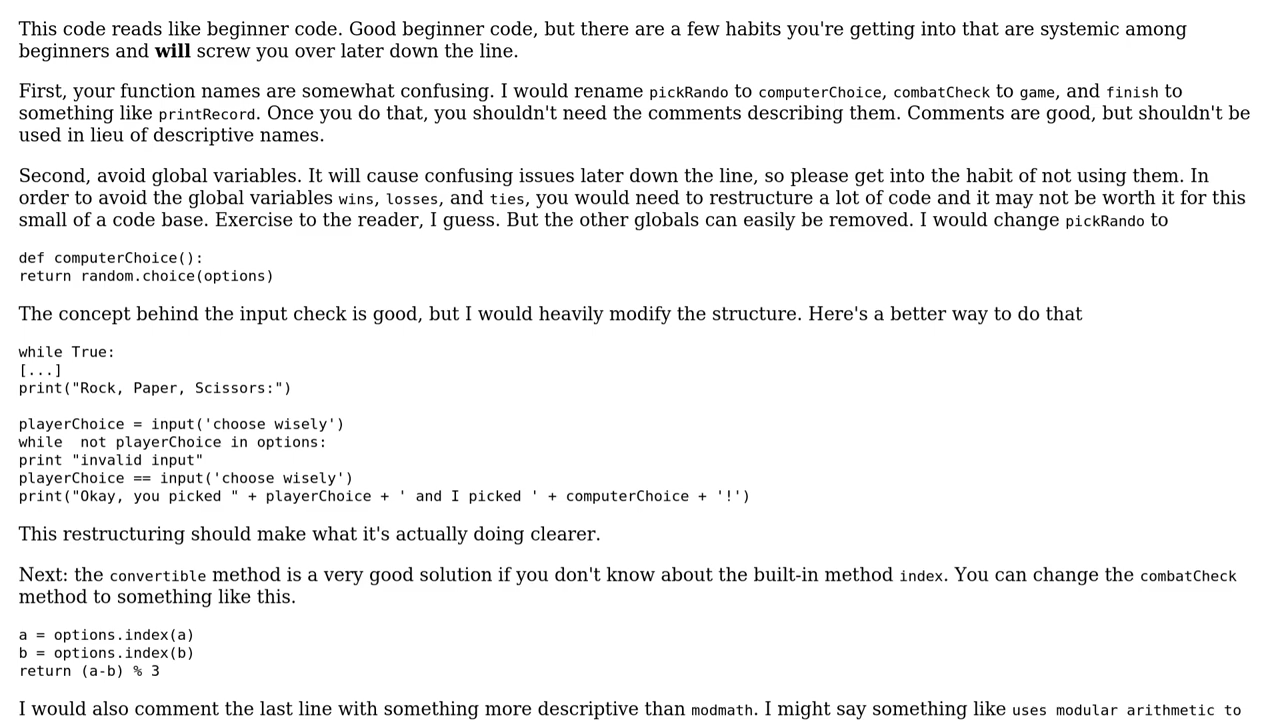 This code reads like beginner code. Good beginner code, but there are a few habits you're getting into that are systemic among
beginners and will screw you over later down the line.
First, your function names are somewhat confusing. I would rename pickRando to computerChoice, combatCheck to game, and finish to
something like printRecord. Once you do that, you shouldn't need the comments describing them. Comments are good, but shouldn't be
used in lieu of descriptive names.
Second, avoid global variables. It will cause confusing issues later down the line, so please get into the habit of not using them. In
order to avoid the global variables wins, losses, and ties, you would need to restructure a lot of code and it may not be worth it for this
small of a code base. Exercise to the reader, I guess. But the other globals can easily be removed. I would change pickRando to
def computerChoice():
return random.choice(options)
The concept behind the input check is good, but I would heavily modify the structure. Here's a better way to do that
while True:
[...]
print("Rock, Paper, Scissors:")
playerChoice = input('choose wisely')
while  not playerChoice in options:
print "invalid input"
playerChoice == input('choose wisely')
print("Okay, you picked " + playerChoice + ' and I picked ' + computerChoice + '!')
This restructuring should make what it's actually doing clearer.
Next: the convertible method is a very good solution if you don't know about the built-in method index. You can change the combatCheck
method to something like this.
a = options.index(a)
b = options.index(b)
return (a-b) % 3
I would also comment the last line with something more descriptive than modmath. I might say something like uses modular arithmetic to